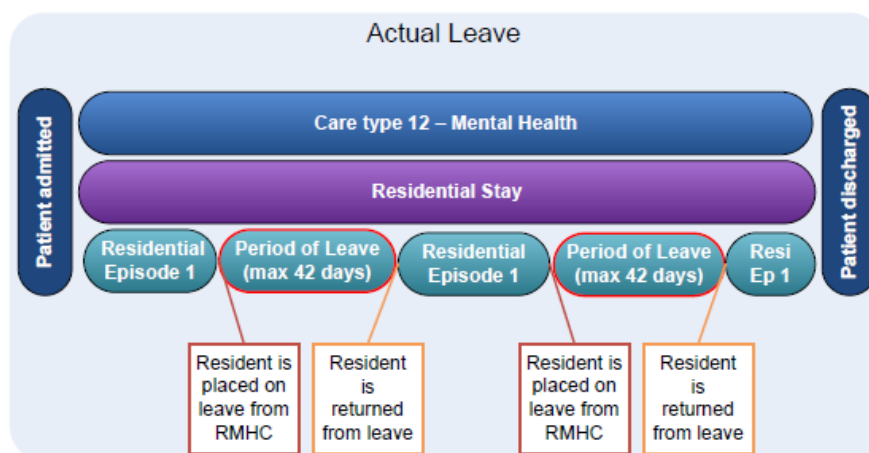 Actual Leave
Patient admitted
Care type 12 – Mental Health
Residential Stay
Residential
Episode 1
Period of Leave
(max 42 days)
Residential
Episode 1
Period of Leave
(max 42 days)
Resi
Ep 1
Patient discharged
Resident is
placed on
leave from
RMHC
Resident
is
returned
from leave
Resident is
placed on
leave from
RMHC
Resident
is
returned
from leave